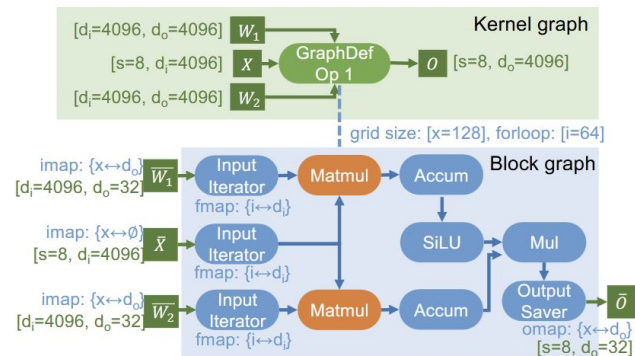 Kernel graph
[dᵢ=4096, dₒ=4096] W₁
[s=8, dᵢ=4096] X GraphDef Op 1 O [s=8, dₒ=4096]
[dᵢ=4096, dₒ=4096] W₂
grid size: [x=128], forloop: [i=64]
Block graph
imap: {x↔dₒ} W̅₁ Input Iterator Matmul Accum
[dᵢ=4096, dₒ=32] fmap: {i↔dᵢ}
imap: {x↔∅} X̄ Input Iterator SiLU Mul
[s=8, dᵢ=4096] fmap: {i↔dᵢ}
imap: {x↔dₒ} W̅₂ Input Iterator Matmul Accum Output Saver Ō
[dᵢ=4096, dₒ=32] fmap: {i↔dᵢ} omap: {x↔dₒ}
[s=8, dₒ=32]